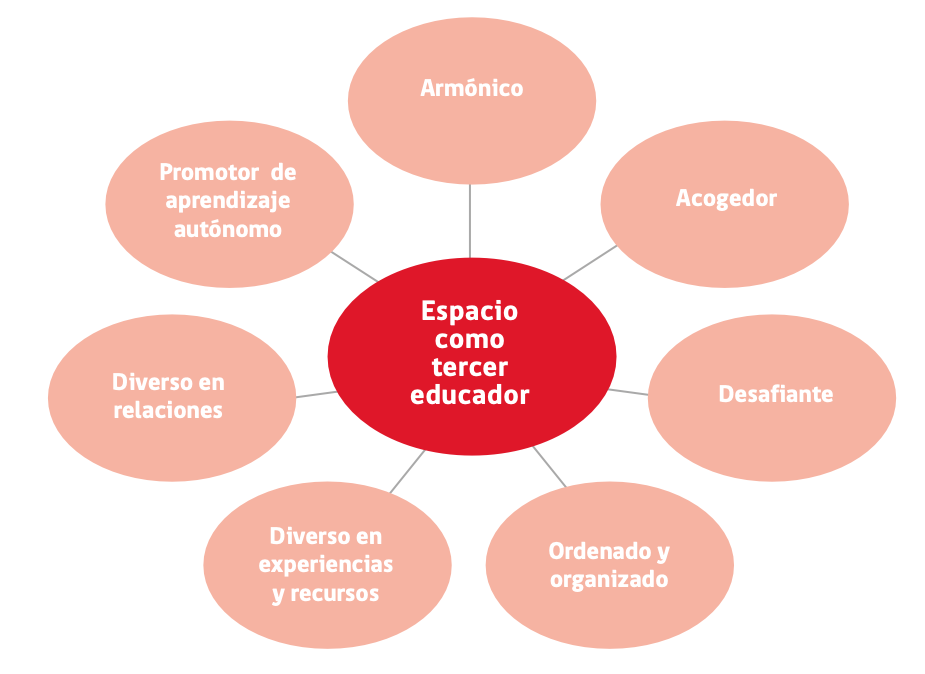 Armónico
Promotor de
aprendizaje
autónomo
Acogedor
Espacio
como
tercer
educador
Diverso en
relaciones
Desafiante
Diverso en
experiencias
y recursos
Ordenado y
organizado